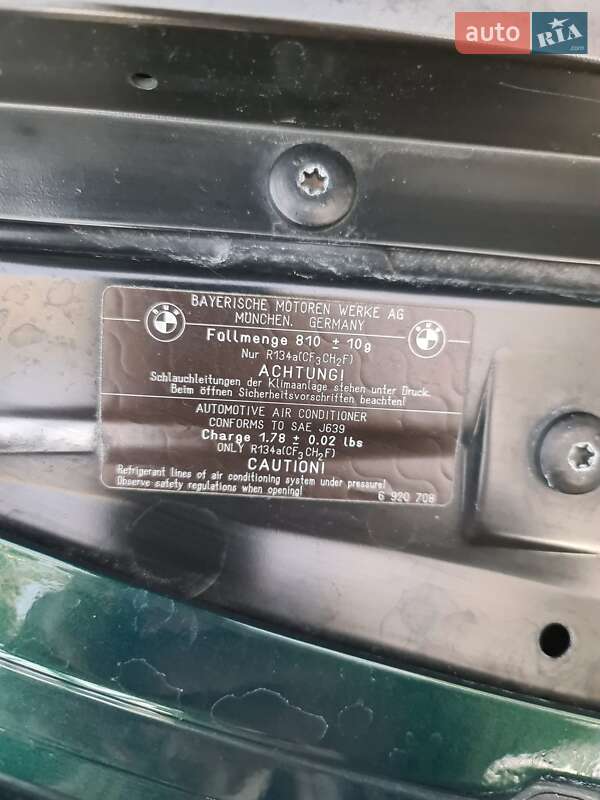 auto RIA .com
BAYERISCHE MOTOREN WERKE AG
MÜNCHEN, GERMANY
Füllmenge 810 ± 10g
Nur R134a(CF₃CH₂F)
ACHTUNG!
Schlauchleitungen der Klimaanlage stehen unter Druck.
Beim öffnen Sicherheitsvorschriften beachten!
AUTOMOTIVE AIR CONDITIONER
CONFORMS TO SAE J639
Charge 1.78 ± 0.02 lbs
ONLY R134a(CF₃CH₂F)
CAUTION!
Refrigerant lines of air conditioning system under pressure!
Observe safety regulations when opening!
6 920 708